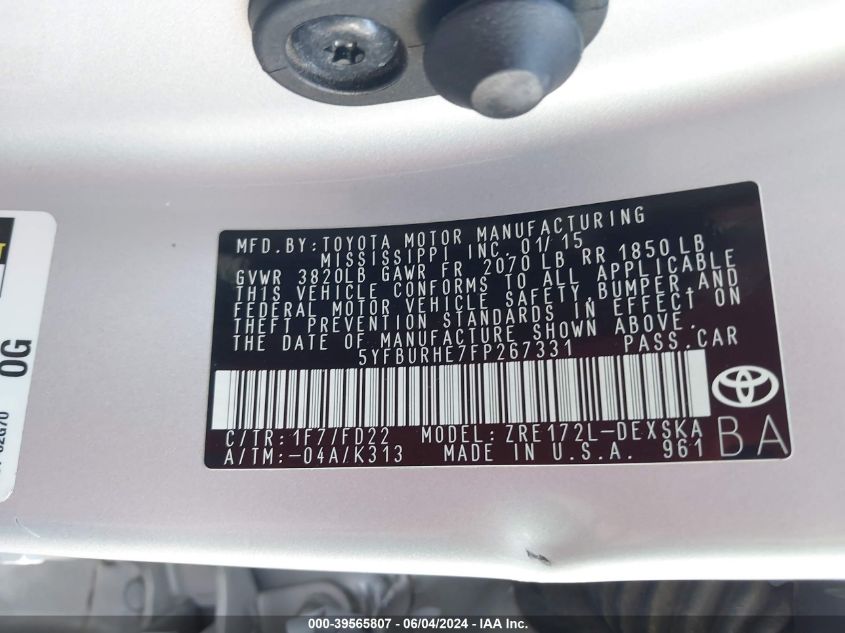 MFD.BY:TOYOTA MOTOR MANUFACTURING
MISSISSIPPI INC.01/15
GVWR 3820LB GAWR FR 2070 LB RR 1850 LB
THIS VEHICLE CONFORMS TO ALL APPLICABLE
FEDERAL MOTOR VEHICLE SAFETY,BUMPER,AND
THEFT PREVENTION STANDARDS IN EFFECT ON
THE DATE OF MANUFACTURE SHOWN ABOVE.
5YFBURHE7FP267331 PASS.CAR
C/TR:1F7/FD22 MODEL:ZRE172L-DEXSKA
A/TM:-04A/K313 MADE IN U.S.A. 961
BA
0G
02G70
000-39565807 - 06/04/2024 - IAAI Inc.